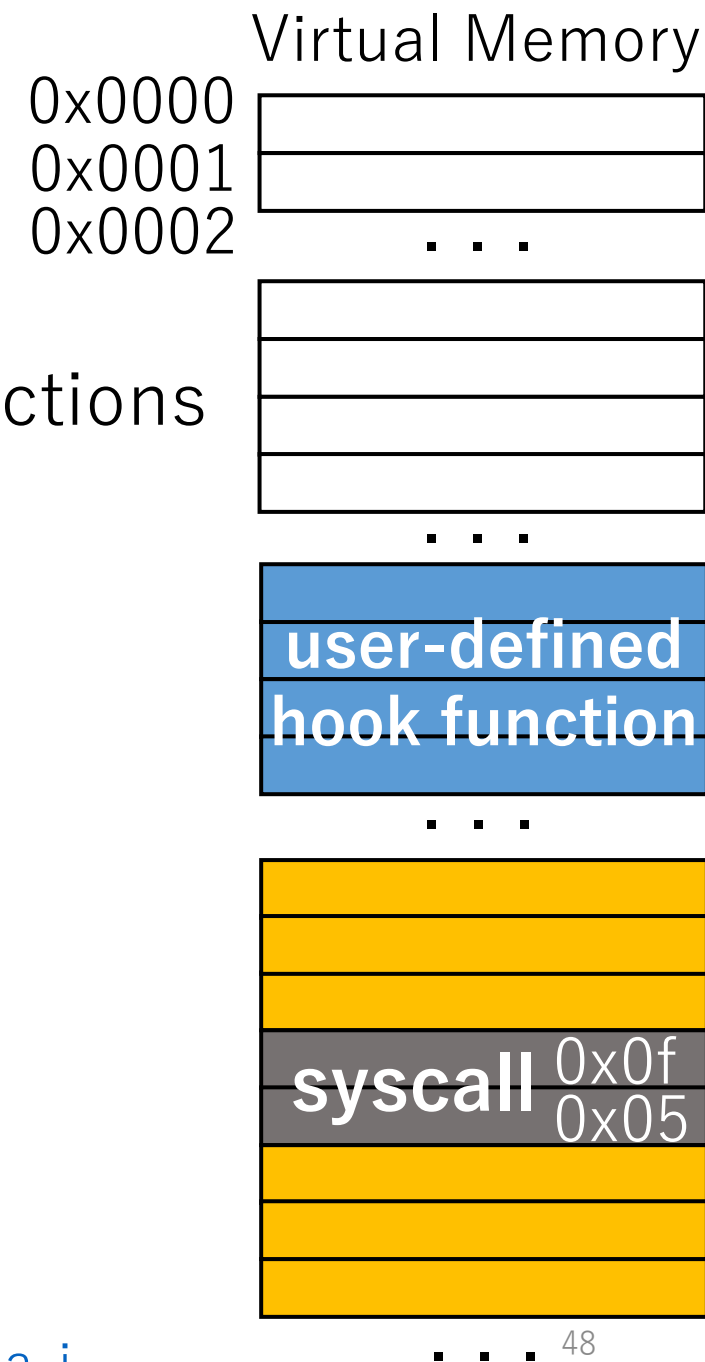 Virtual Memory
0x0000
0x0001
0x0002
. . .
ctions
. . .
user-defined
hook function
. . .
syscall 0x0f
0x05
. . . 48